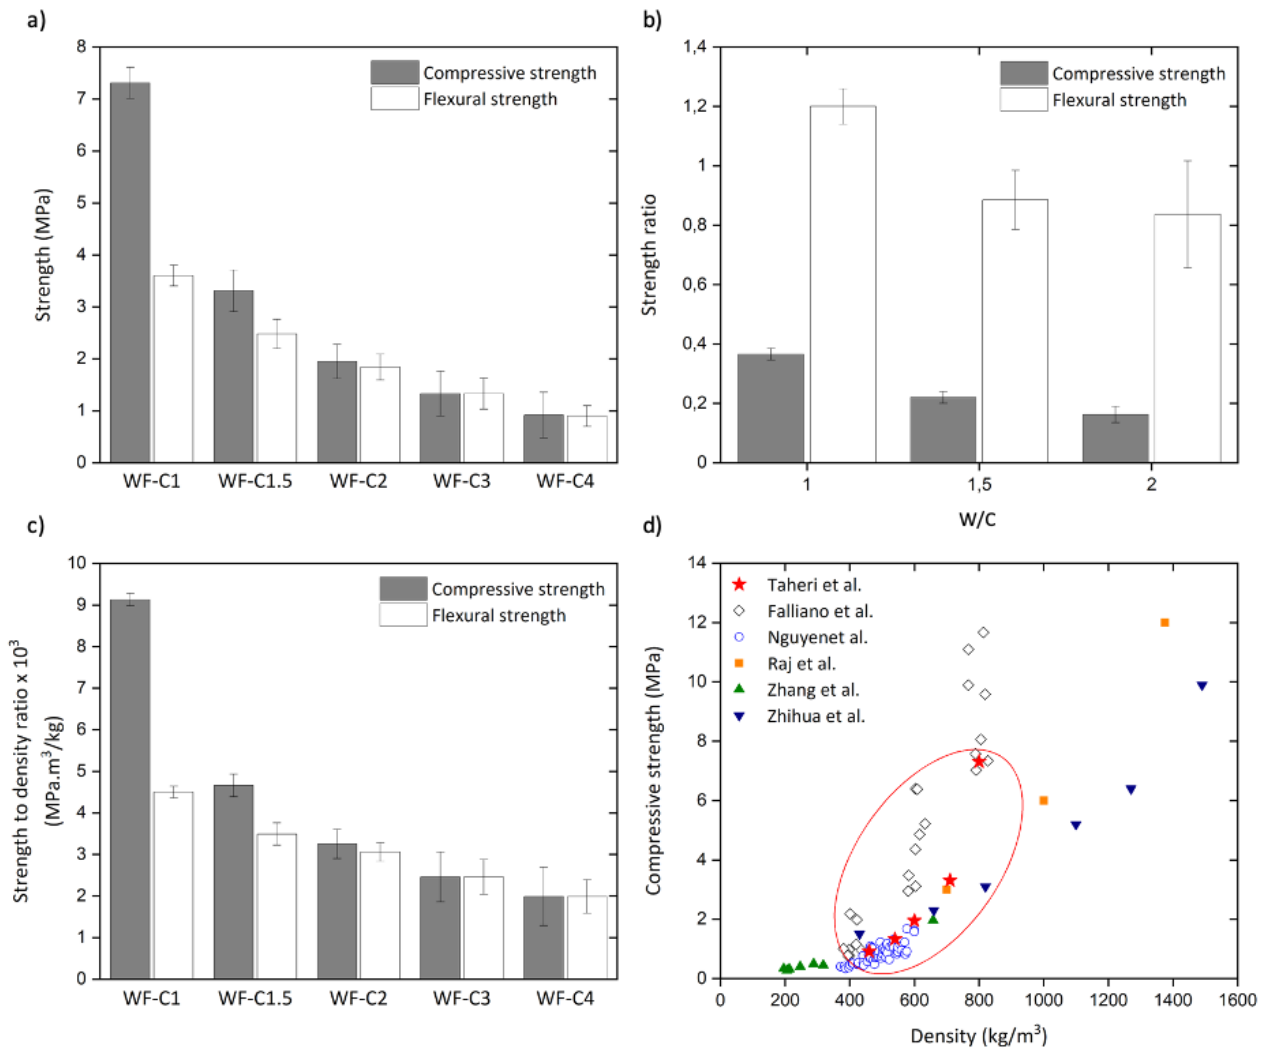 a)
8
7
6
5
4
3
2
1
0
Strength (MPa)
Compressive strength
Flexural strength
WF-C1 WF-C1.5 WF-C2 WF-C3 WF-C4
b)
1,4
1.2
1
0,8
0,6
0,4
0,2
0
Strength ratio
Compressive strength
Flexural strength
1 1,5 2
W/C
c)
10
9
8
7
6
5
4
3
2
1
0
Strength to density ratio x 10³
(MPa.m³/kg)
Compressive strength
Flexural strength
WF-C1 WF-C1.5 WF-C2 WF-C3 WF-C4
d)
14
12
10
8
6
4
2
0
Compressive strength (MPa)
Taheri et al.
Falliano et al.
Nguyenet al.
Raj et al.
Zhang et al.
Zhihua et al.
0 200 400 600 800 1000 1200 1400 1600
Density (kg/m³)